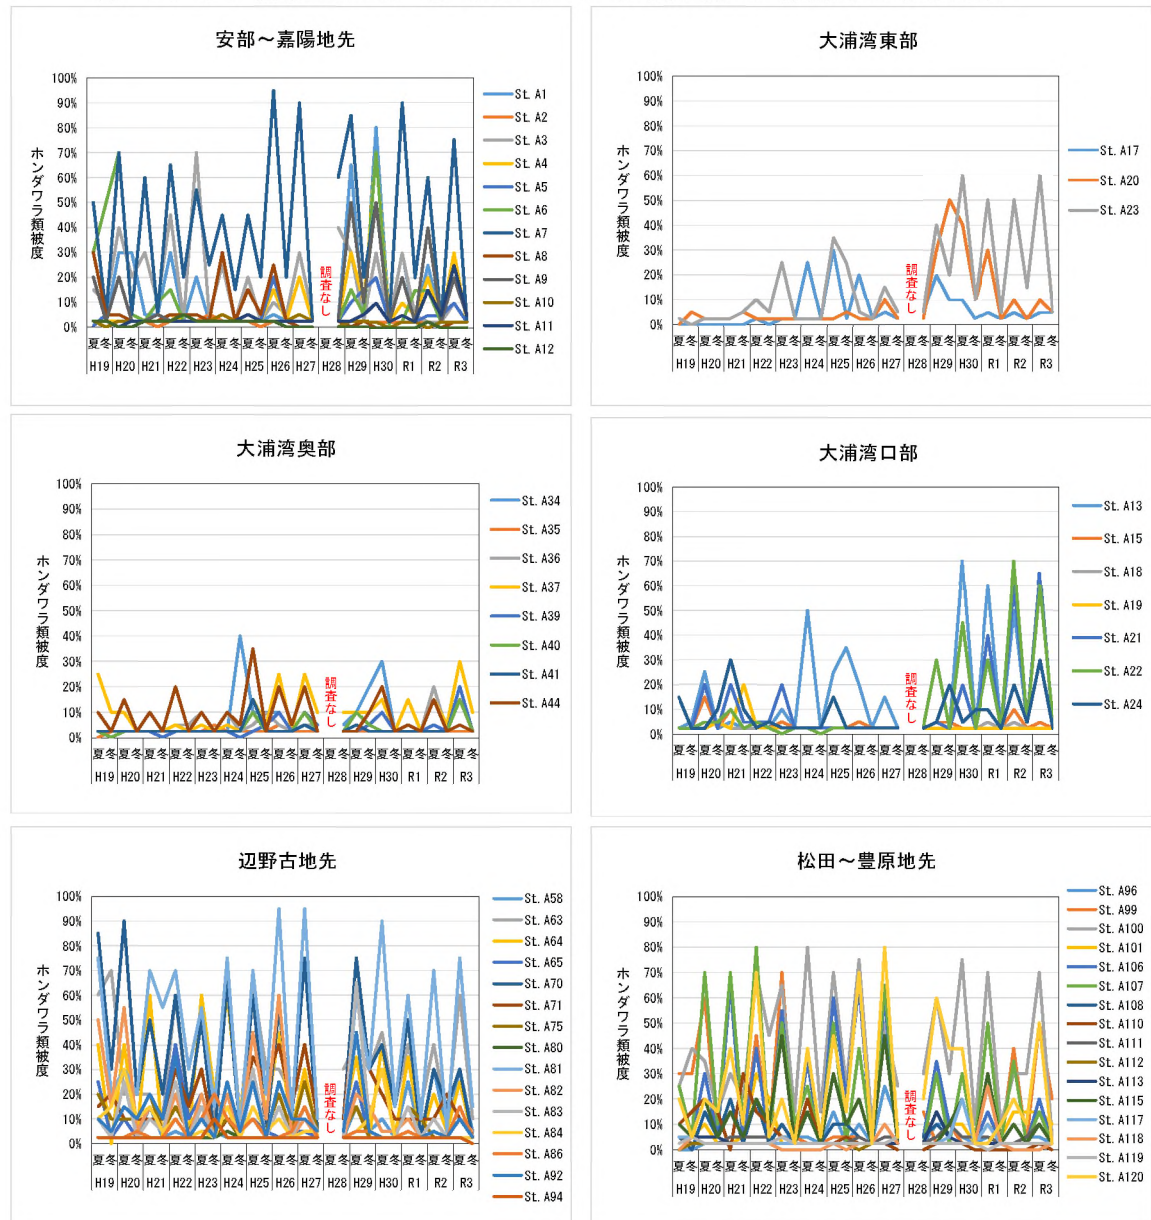 安部～嘉陽地先
100%
90%
80%
70%
60%
50%
40%
30%
20%
10%
0%
ホンダワラ類被度
調査なし
夏冬夏冬夏冬夏冬夏冬夏冬夏冬夏冬夏冬夏冬夏冬夏冬夏冬夏冬夏冬
H19 H20 H21 H22 H23 H24 H25 H26 H27 H28 H29 H30 R1 R2 R3
St. A1
St. A2
St. A3
St. A4
St. A5
St. A6
St. A7
St. A8
St. A9
St. A10
St. A11
St. A12
大浦湾東部
100%
90%
80%
70%
60%
50%
40%
30%
20%
10%
0%
ホンダワラ類被度
調査なし
夏冬夏冬夏冬夏冬夏冬夏冬夏冬夏冬夏冬夏冬夏冬夏冬夏冬夏冬夏冬
H19 H20 H21 H22 H23 H24 H25 H26 H27 H28 H29 H30 R1 R2 R3
St. A17
St. A20
St. A23
大浦湾奥部
100%
90%
80%
70%
60%
50%
40%
30%
20%
10%
0%
ホンダワラ類被度
調査なし
夏冬夏冬夏冬夏冬夏冬夏冬夏冬夏冬夏冬夏冬夏冬夏冬夏冬夏冬夏冬
H19 H20 H21 H22 H23 H24 H25 H26 H27 H28 H29 H30 R1 R2 R3
St. A34
St. A35
St. A36
St. A37
St. A39
St. A40
St. A41
St. A44
大浦湾口部
100%
90%
80%
70%
60%
50%
40%
30%
20%
10%
0%
ホンダワラ類被度
調査なし
夏冬夏冬夏冬夏冬夏冬夏冬夏冬夏冬夏冬夏冬夏冬夏冬夏冬夏冬夏冬
H19 H20 H21 H22 H23 H24 H25 H26 H27 H28 H29 H30 R1 R2 R3
St. A13
St. A15
St. A18
St. A19
St. A21
St. A22
St. A24
辺野古地先
100%
90%
80%
70%
60%
50%
40%
30%
20%
10%
0%
ホンダワラ類被度
調査なし
夏冬夏冬夏冬夏冬夏冬夏冬夏冬夏冬夏冬夏冬夏冬夏冬夏冬夏冬夏冬
H19 H20 H21 H22 H23 H24 H25 H26 H27 H28 H29 H30 R1 R2 R3
St. A58
St. A63
St. A64
St. A65
St. A70
St. A71
St. A75
St. A80
St. A81
St. A82
St. A83
St. A84
St. A86
St. A92
St. A94
松田～豊原地先
100%
90%
80%
70%
60%
50%
40%
30%
20%
10%
0%
ホンダワラ類被度
調査なし
夏冬夏冬夏冬夏冬夏冬夏冬夏冬夏冬夏冬夏冬夏冬夏冬夏冬夏冬夏冬
H19 H20 H21 H22 H23 H24 H25 H26 H27 H28 H29 H30 R1 R2 R3
St. A96
St. A99
St. A100
St. A101
St. A106
St. A107
St. A108
St. A110
St. A111
St. A112
St. A113
St. A115
St. A117
St. A118
St. A119
St. A120